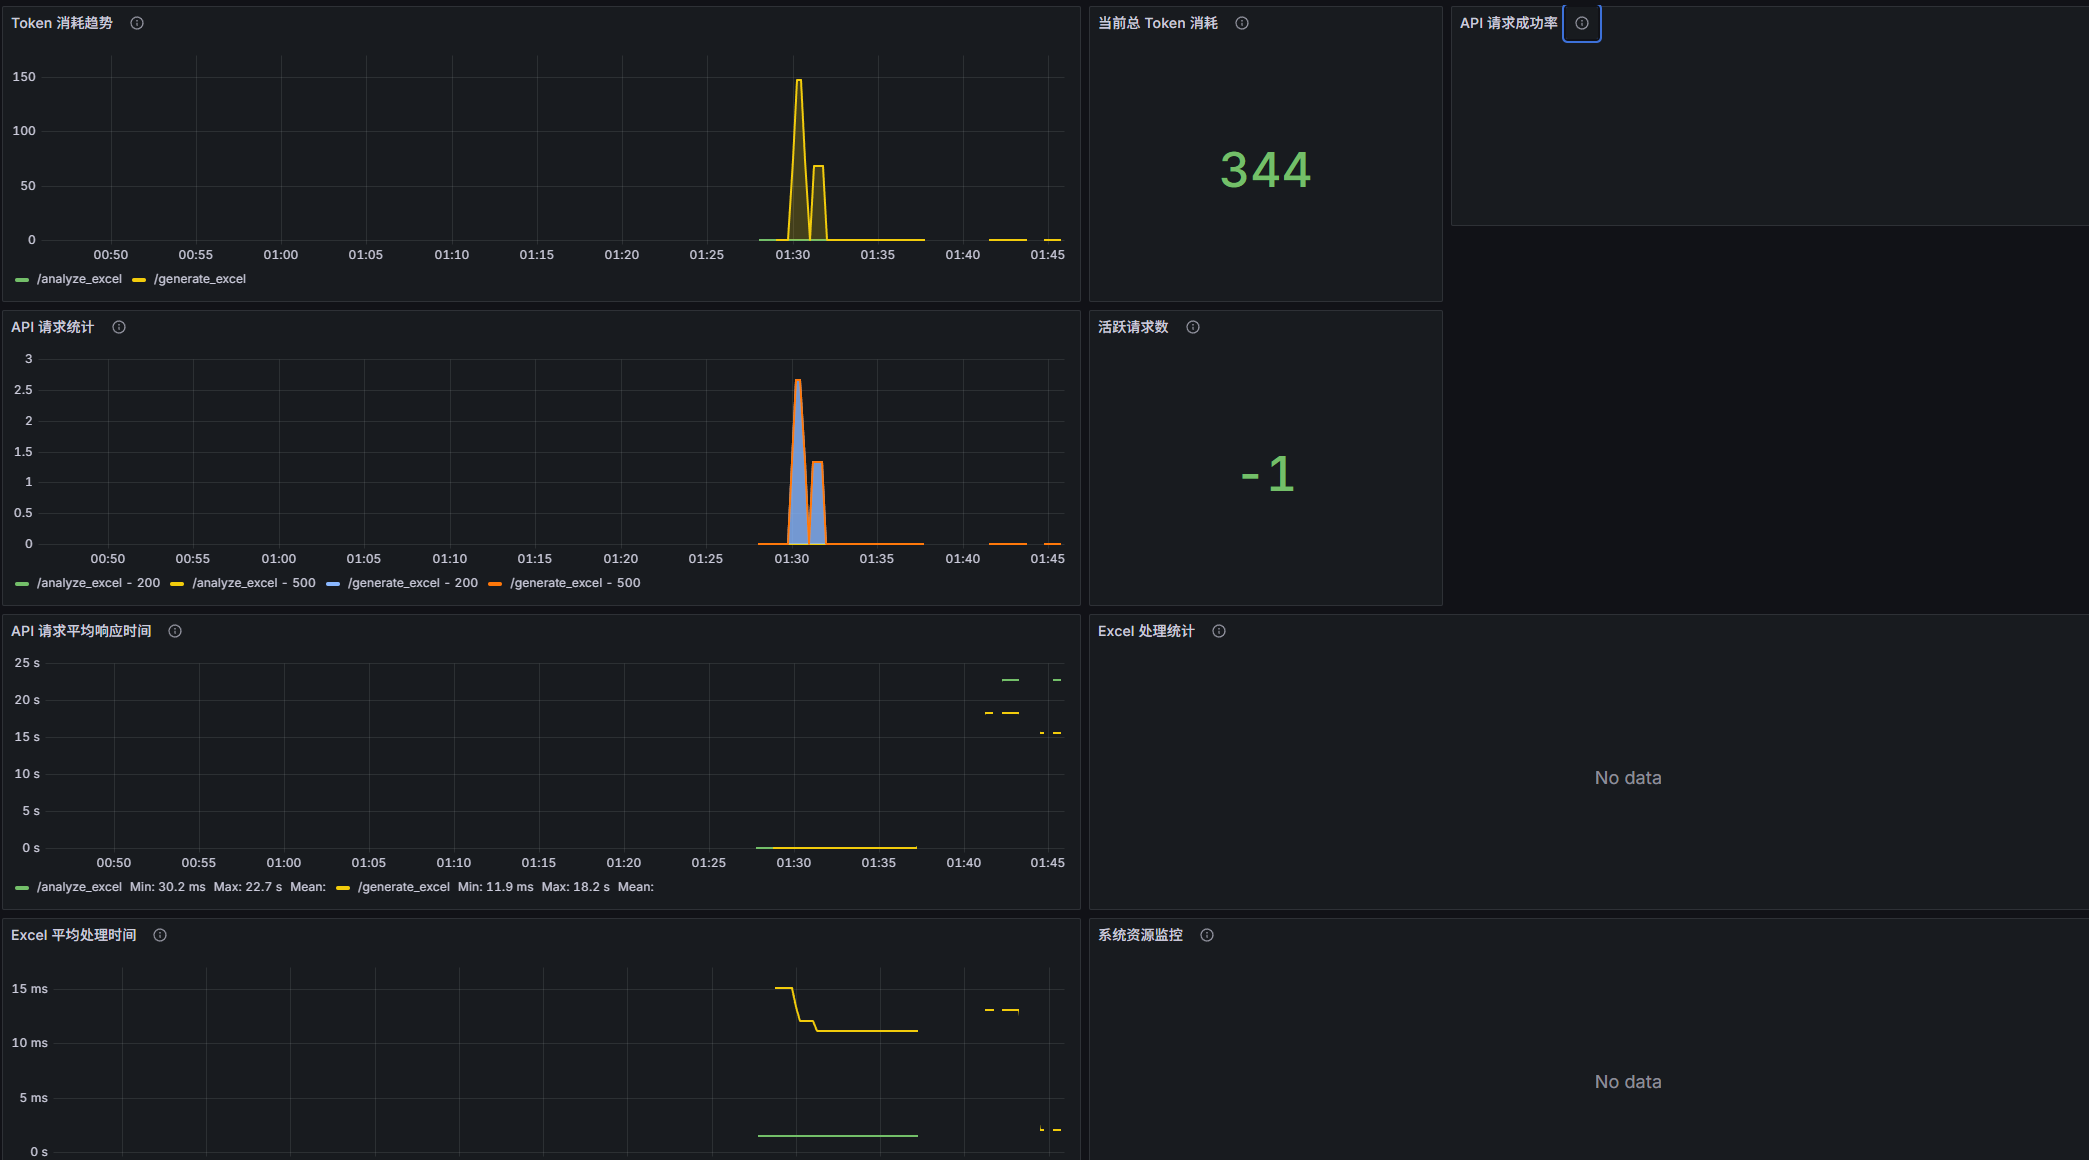 Token 消耗趋势
150
100
50
0
00:50 00:55 01:00 01:05 01:10 01:15 01:20 01:25 01:30 01:35 01:40 01:45
/analyze_excel /generate_excel
当前总 Token 消耗
344
API 请求成功率
API 请求统计
3
2.5
2
1.5
1
0.5
0
00:50 00:55 01:00 01:05 01:10 01:15 01:20 01:25 01:30 01:35 01:40 01:45
/analyze_excel - 200 /analyze_excel - 500 /generate_excel - 200 /generate_excel - 500
活跃请求数
-1
API 请求平均响应时间
25 s
20 s
15 s
10 s
5 s
0 s
00:50 00:55 01:00 01:05 01:10 01:15 01:20 01:25 01:30 01:35 01:40 01:45
/analyze_excel Min: 30.2 ms Max: 22.7 s Mean: /generate_excel Min: 11.9 ms Max: 18.2 s Mean:
Excel 处理统计
No data
Excel 平均处理时间
15 ms
10 ms
5 ms
0 s
系统资源监控
No data